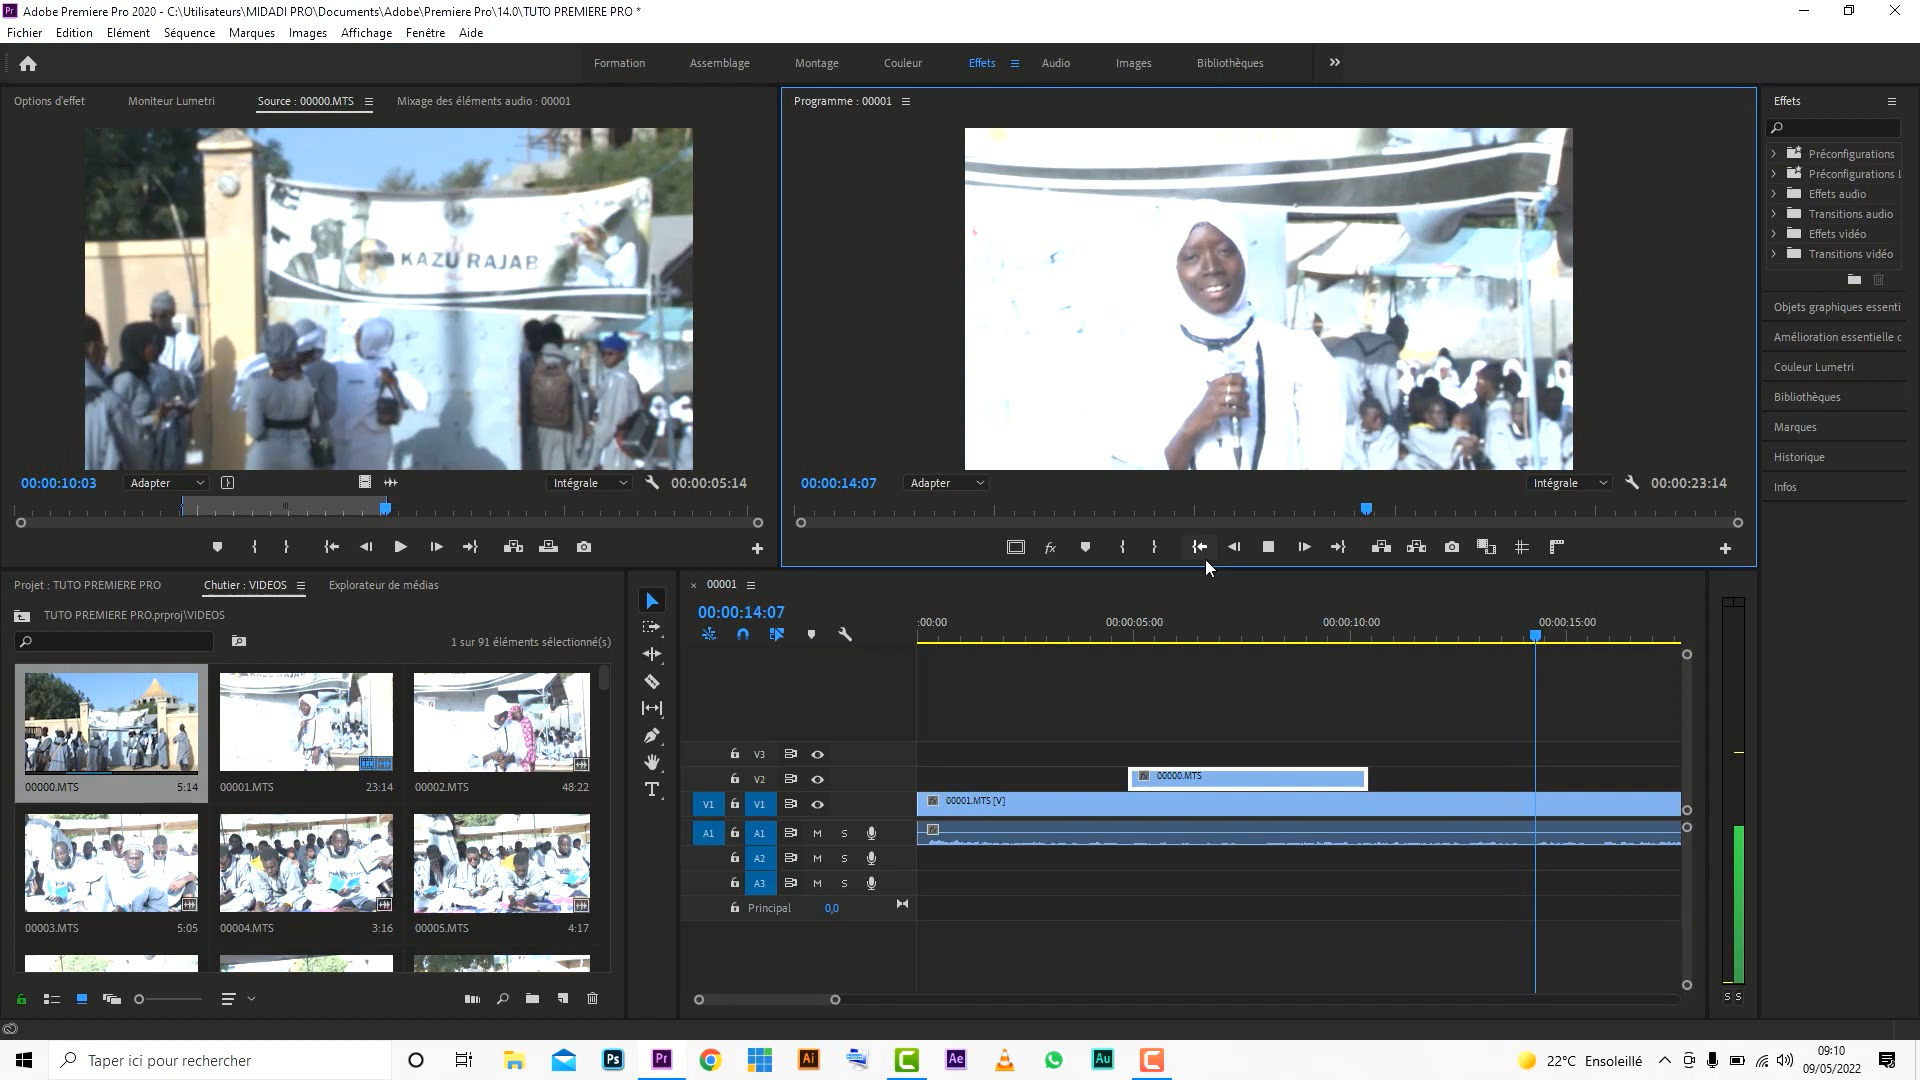 Adobe Premiere Pro 2020 - C:\Utilisateurs\MIDADI PRO\Documents\Adobe\Premiere Pro\14.0\TUTO PREMIERE PRO *
Fichier Edition Elément Séquence Marques Images Affichage Fenêtre Aide
Formation Assemblage Montage Couleur Effets Audio Images Bibliothèques
Options d'effet Moniteur Lumetri Source : 00000.MTS Mixage des éléments audio : 00001
Programme : 00001
KAZU RAJAB
00:00:10:03 Adapter Intégrale 00:00:05:14
00:00:14:07 Adapter Intégrale 00:00:23:14
Effets
Préconfigurations
Préconfigurations L
Effets audio
Transitions audio
Effets vidéo
Transitions vidéo
Objets graphiques essenti
Amélioration essentielle c
Couleur Lumetri
Bibliothèques
Marques
Historique
Infos
Projet : TUTO PREMIERE PRO Chutier : VIDEOS Explorateur de médias
TUTO PREMIERE PRO.prproj\VIDEOS
1 sur 91 éléments sélectionné(s)
00000.MTS 5:14
00001.MTS 23:14
00002.MTS 48:22
00003.MTS 5:05
00004.MTS 3:16
00005.MTS 4:17
× 00001
00:00:14:07
:00:00 00:00:05:00 00:00:10:00 00:00:15:00
V3
V2 fx 00000.MTS
V1 V1 fx 00001.MTS [V]
A1 A1 M S fx
A2 M S
A3 M S
Principal 0,0
S S
Taper ici pour rechercher
22°C Ensoleillé
09:10
09/05/2022